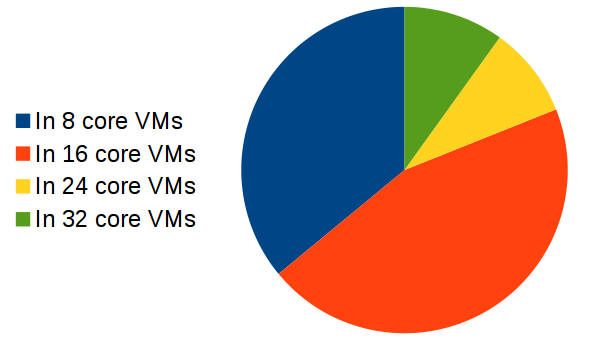 In 8 core VMs
In 16 core VMs
In 24 core VMs
In 32 core VMs